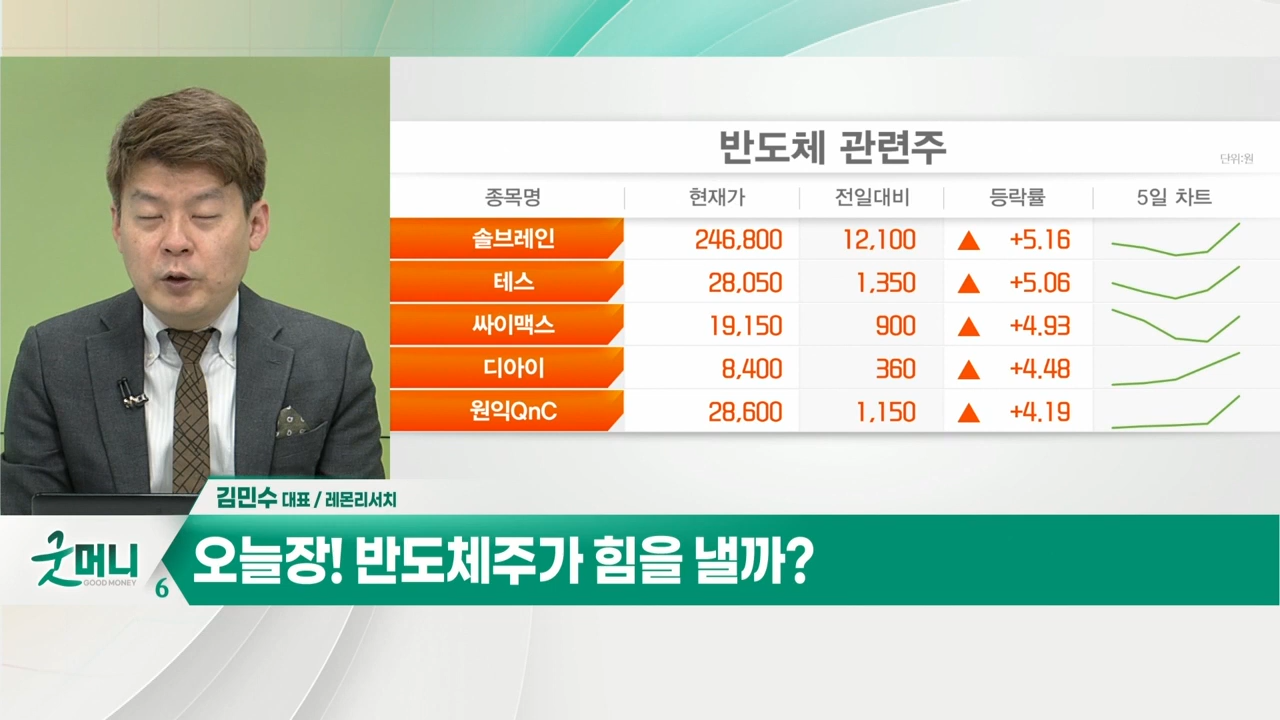 반도체 관련주
단위:원
종목명 현재가 전일대비 등락률 5일 차트
솔브레인 246,800 12,100 ▲ +5.16
테스 28,050 1,350 ▲ +5.06
싸이맥스 19,150 900 ▲ +4.93
디아이 8,400 360 ▲ +4.48
원익QnC 28,600 1,150 ▲ +4.19
김민수 대표 / 레몬리서치
굿머니
GOOD MONEY
6
오늘장! 반도체주가 힘을 낼까?